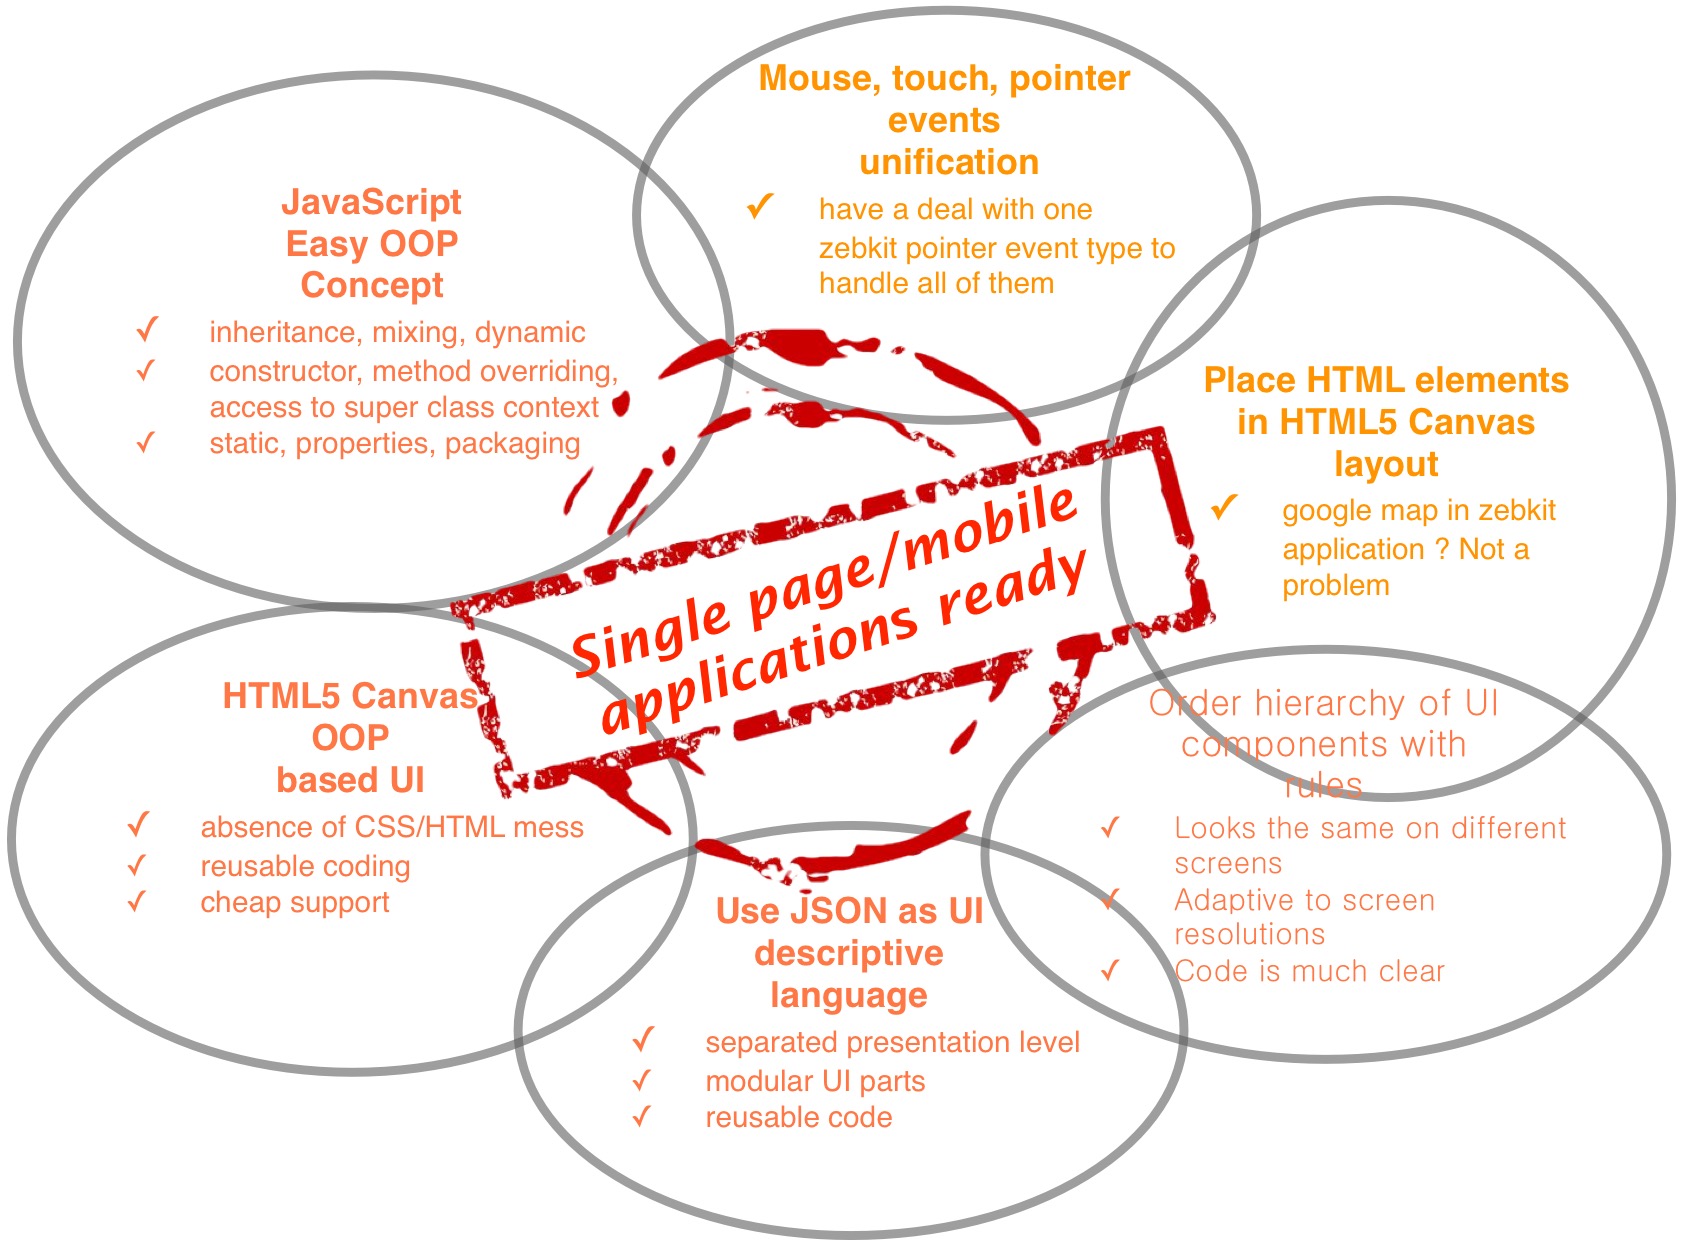 Mouse, touch, pointer
events
unification
✓ have a deal with one
zebkit pointer event type to
handle all of them
JavaScript
Easy OOP
Concept
✓ inheritance, mixing, dynamic
✓ constructor, method overriding,
access to super class context
✓ static, properties, packaging
Place HTML elements
in HTML5 Canvas
layout
✓ google map in zebkit
application ? Not a
problem
Single page/mobile
applications ready
HTML5 Canvas
OOP
based UI
✓ absence of CSS/HTML mess
✓ reusable coding
✓ cheap support
Order hierarchy of UI
components with
rules
✓ Looks the same on different
screens
✓ Adaptive to screen
resolutions
✓ Code is much clear
Use JSON as UI
descriptive
language
✓ separated presentation level
✓ modular UI parts
✓ reusable code